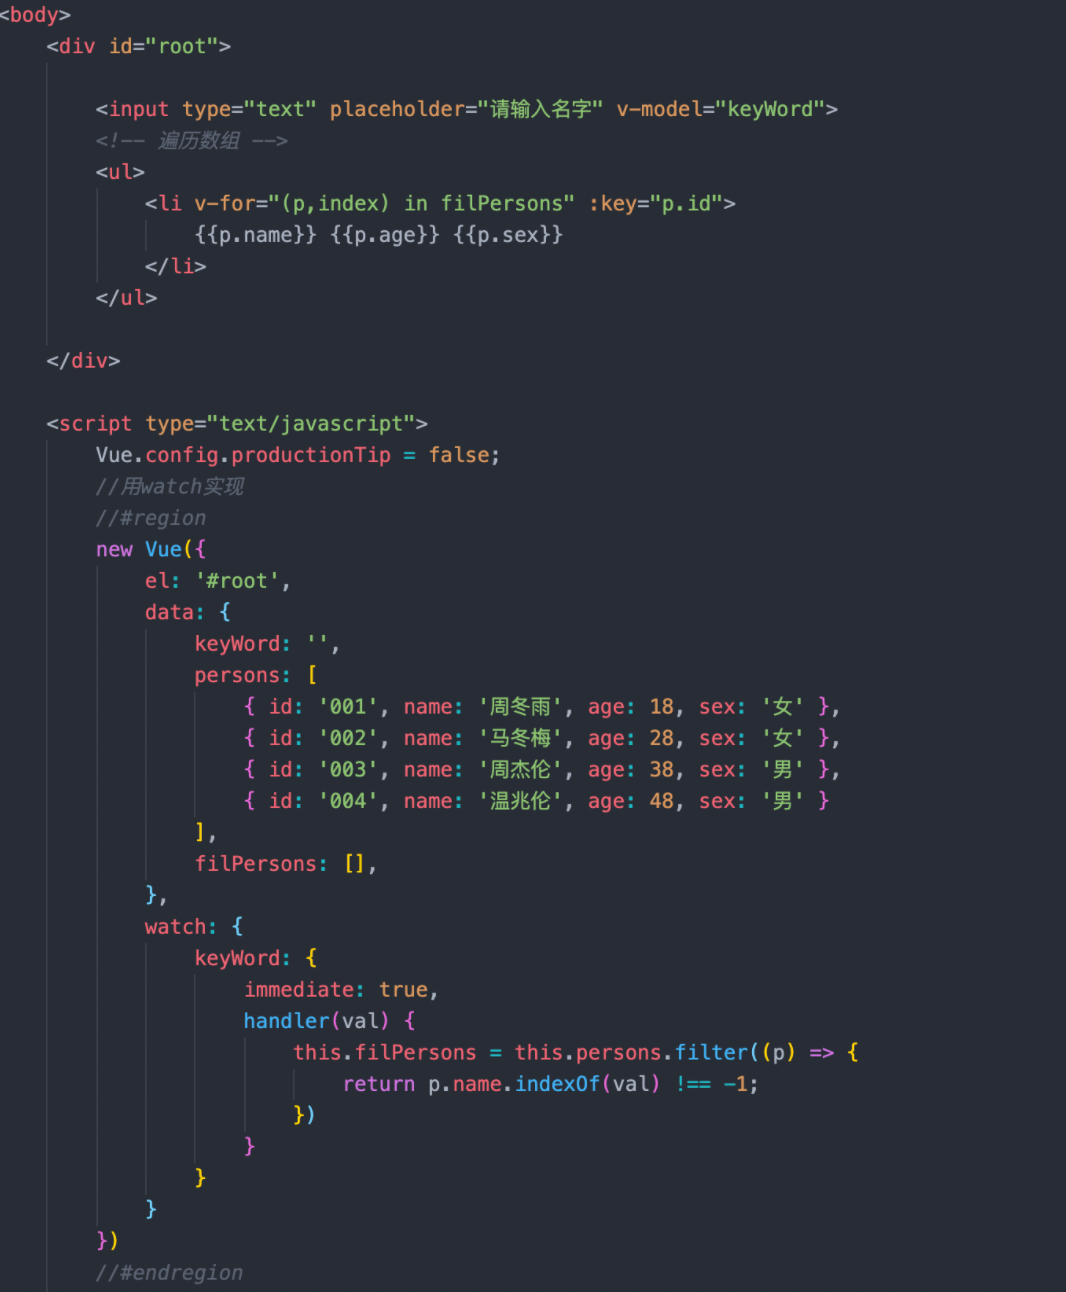 <body>
<div id="root">
<input type="text" placeholder="请输入名字" v-model="keyWord">
<!-- 遍历数组 -->
<ul>
<li v-for="(p,index) in filPersons" :key="p.id">
{{p.name}} {{p.age}} {{p.sex}}
</li>
</ul>
</div>
<script type="text/javascript">
Vue.config.productionTip = false;
//用watch实现
//#region
new Vue({
el: '#root',
data: {
keyWord: '',
persons: [
{ id: '001', name: '周冬雨', age: 18, sex: '女' },
{ id: '002', name: '马冬梅', age: 28, sex: '女' },
{ id: '003', name: '周杰伦', age: 38, sex: '男' },
{ id: '004', name: '温兆伦', age: 48, sex: '男' }
],
filPersons: [],
},
watch: {
keyWord: {
immediate: true,
handler(val) {
this.filPersons = this.persons.filter((p) => {
return p.name.indexOf(val) !== -1;
})
}
}
}
})
//#endregion